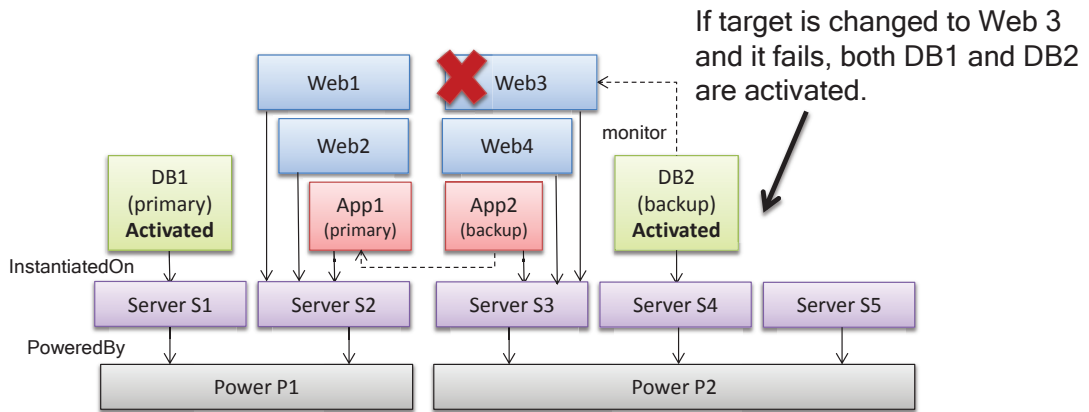 If target is changed to Web 3
and it fails, both DB1 and DB2
are activated.
Web1
Web3
monitor
Web2
Web4
DB1
(primary)
Activated
App1
(primary)
App2
(backup)
DB2
(backup)
Activated
InstantiatedOn
Server S1
Server S2
Server S3
Server S4
Server S5
PoweredBy
Power P1
Power P2